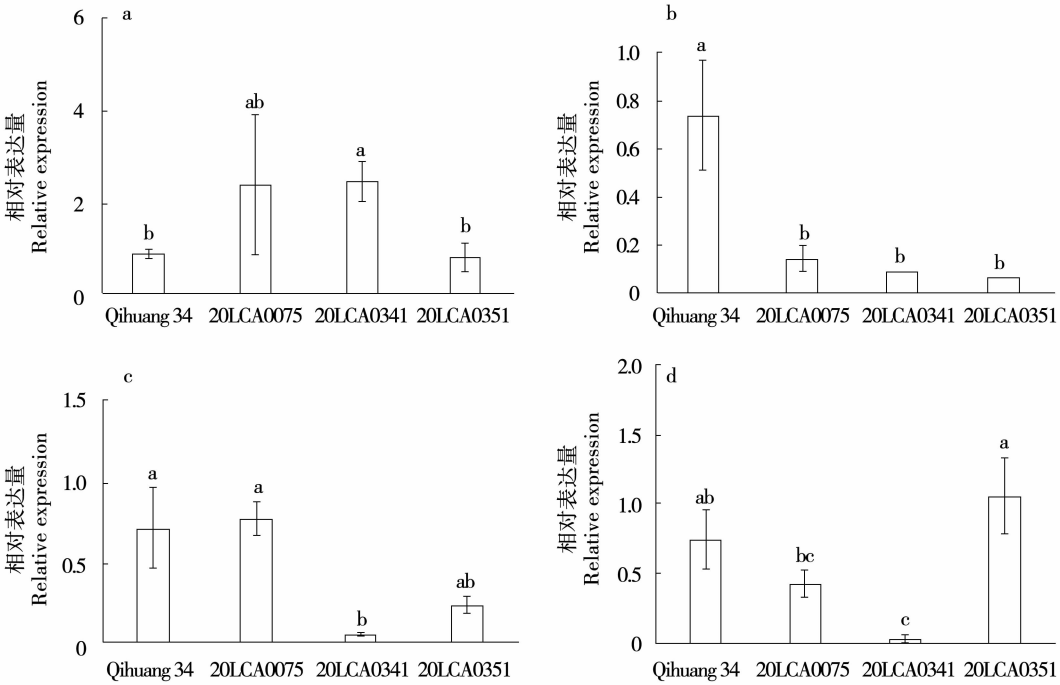 a
6
4
2
0
相对表达量
Relative expression
b
ab
a
b
Qihuang 34 20LCA0075 20LCA0341 20LCA0351
b
1.0
0.8
0.6
0.4
0.2
0
相对表达量
Relative expression
a
b
b
b
Qihuang 34 20LCA0075 20LCA0341 20LCA0351
c
1.5
1.0
0.5
0
相对表达量
Relative expression
a
a
b
ab
Qihuang 34 20LCA0075 20LCA0341 20LCA0351
d
2.0
1.5
1.0
0.5
0
相对表达量
Relative expression
ab
bc
c
a
Qihuang 34 20LCA0075 20LCA0341 20LCA0351